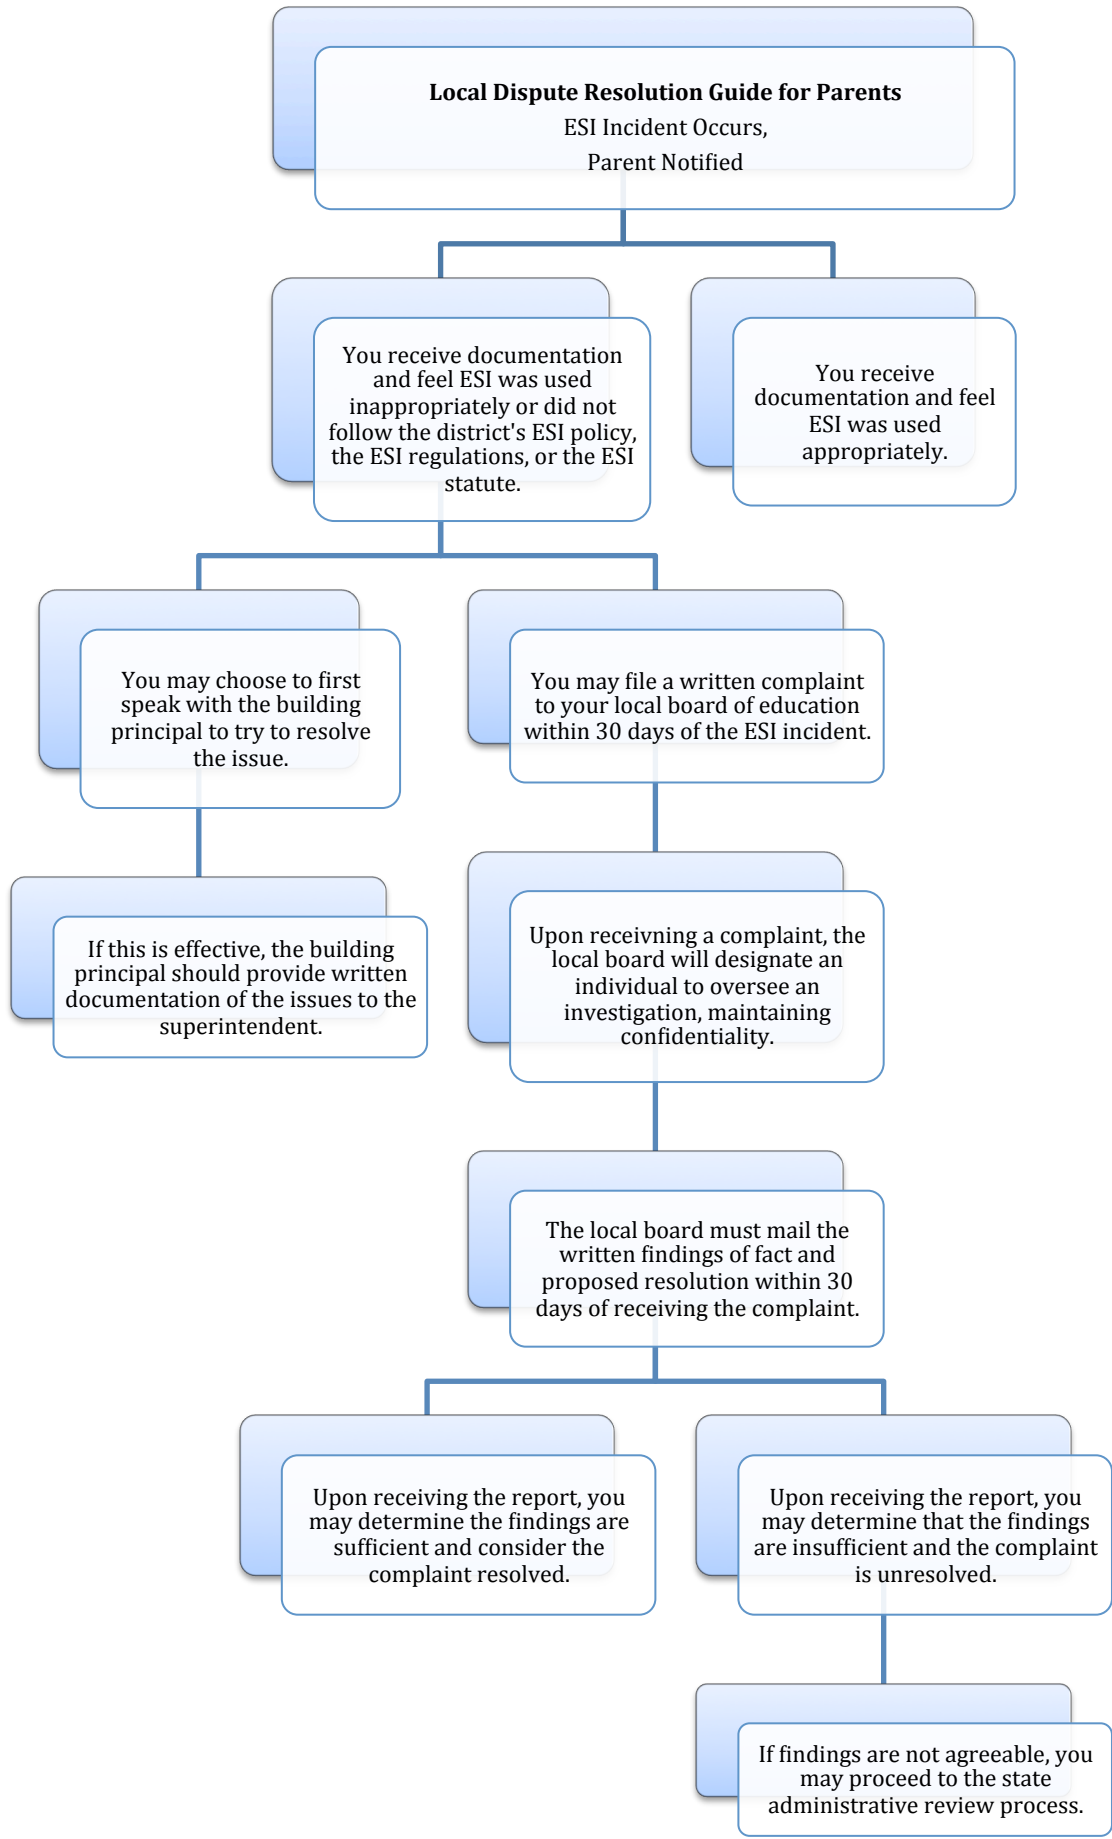 Local Dispute Resolution Guide for Parents
ESI Incident Occurs,
Parent Notified
You receive documentation
and feel ESI was used
inappropriately or did not
follow the district's ESI policy,
the ESI regulations, or the ESI
statute.
You receive
documentation and feel
ESI was used
appropriately.
You may choose to first
speak with the building
principal to try to resolve
the issue.
You may file a written complaint
to your local board of education
within 30 days of the ESI incident.
If this is effective, the building
principal should provide written
documentation of the issues to the
superintendent.
Upon receivning a complaint, the
local board will designate an
individual to oversee an
investigation, maintaining
confidentiality.
The local board must mail the
written findings of fact and
proposed resolution within 30
days of receiving the complaint.
Upon receiving the report, you
may determine the findings are
sufficient and consider the
complaint resolved.
Upon receiving the report, you
may determine that the findings
are insufficient and the complaint
is unresolved.
If findings are not agreeable, you
may proceed to the state
administrative review process.